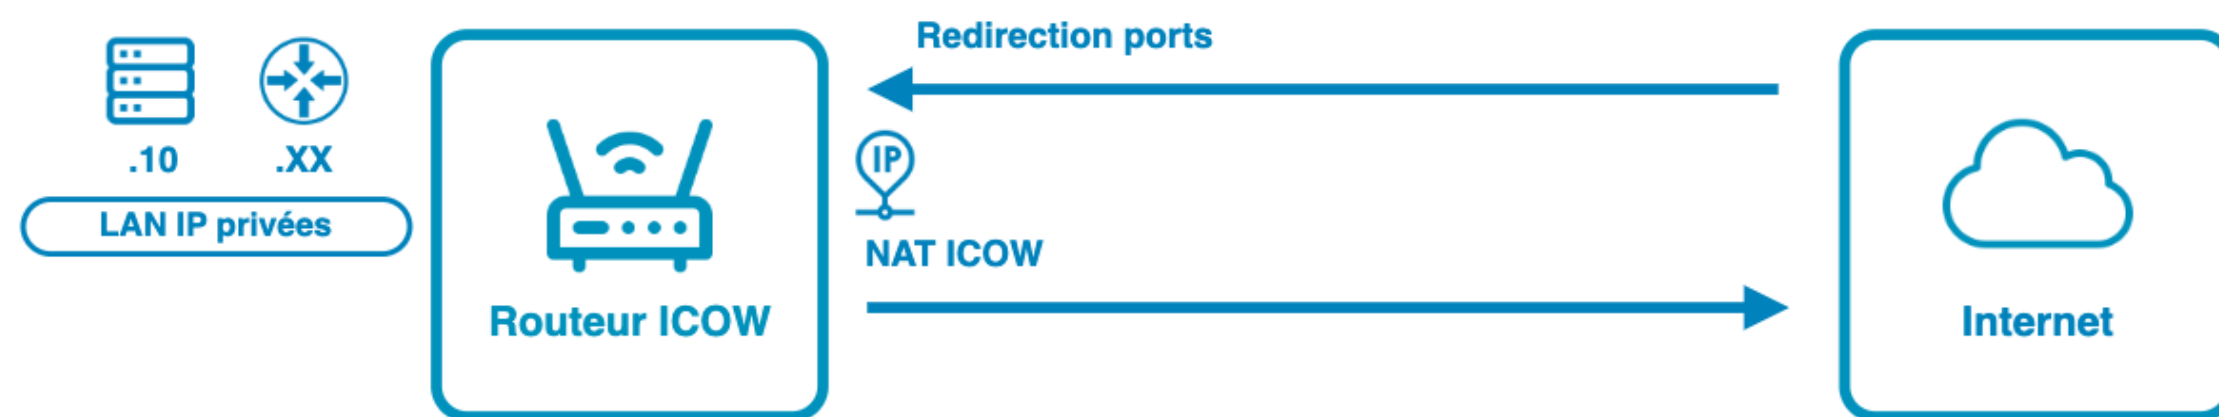 Redirection ports
.10
.XX
IP
LAN IP privées
NAT ICOW
Routeur ICOW
Internet